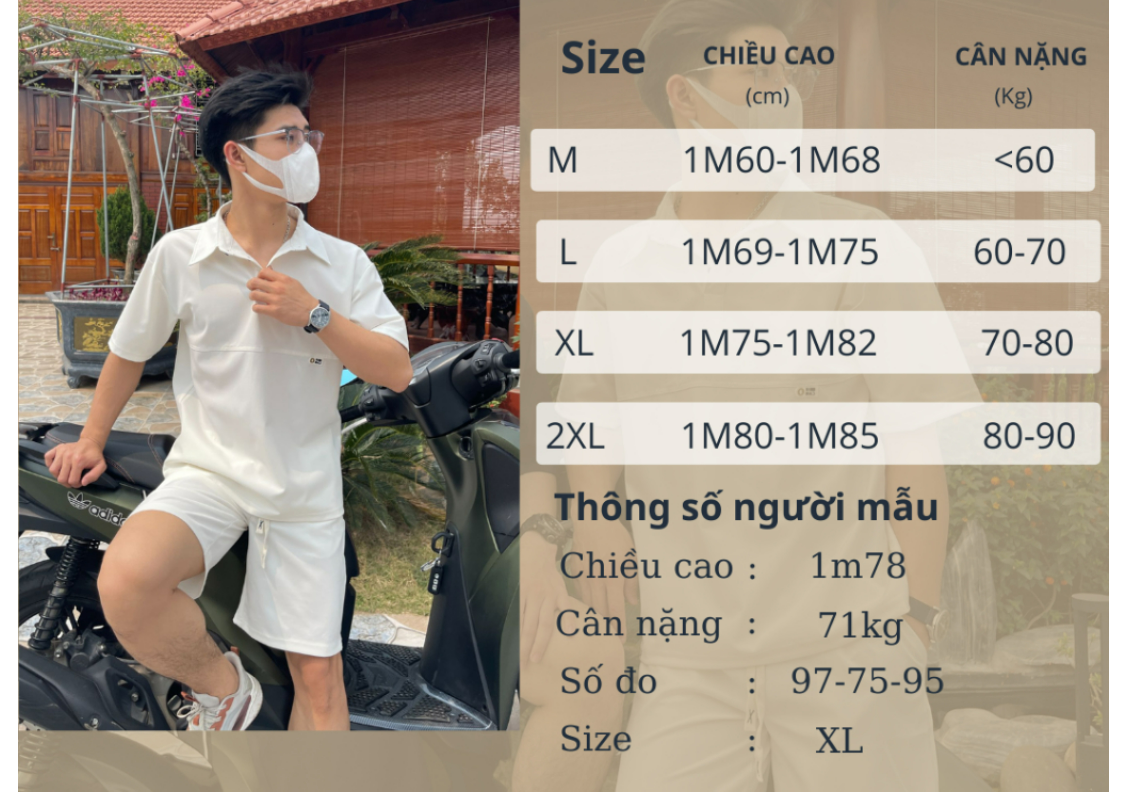 Size CHIỀU CAO CÂN NẶNG
(cm) (Kg)
M 1M60-1M68 <60
L 1M69-1M75 60-70
XL 1M75-1M82 70-80
2XL 1M80-1M85 80-90
Thông số người mẫu
Chiều cao : 1m78
Cân nặng : 71kg
Số đo : 97-75-95
Size : XL
adidas